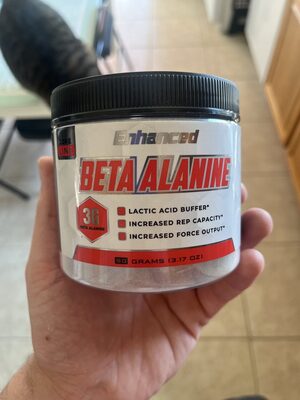 Enhanced
BETA ALANINE
BETA ALANINE
LACTIC ACID BUFFER*
INCREASED REP CAPACITY*
INCREASED FORCE OUTPUT*
90 GRAMS (3.17 OZ)